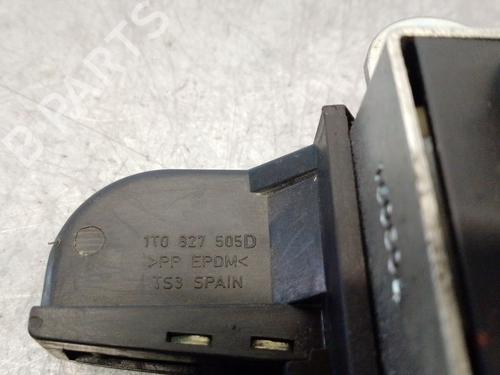 B PARTS
1T0 827 505D
>PP EPDM<
TS3 SPAIN